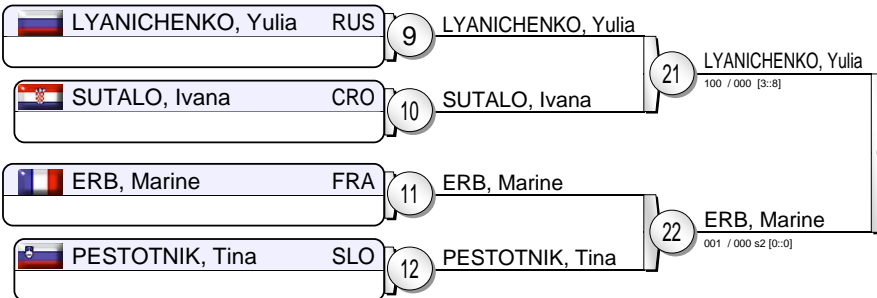 LYANICHENKO, Yulia RUS
9
LYANICHENKO, Yulia
SUTALO, Ivana CRO
10
SUTALO, Ivana
21
LYANICHENKO, Yulia
100 / 000 [3::8]
ERB, Marine FRA
11
ERB, Marine
PESTOTNIK, Tina SLO
12
PESTOTNIK, Tina
22
ERB, Marine
001 / 000 s2 [0::0]